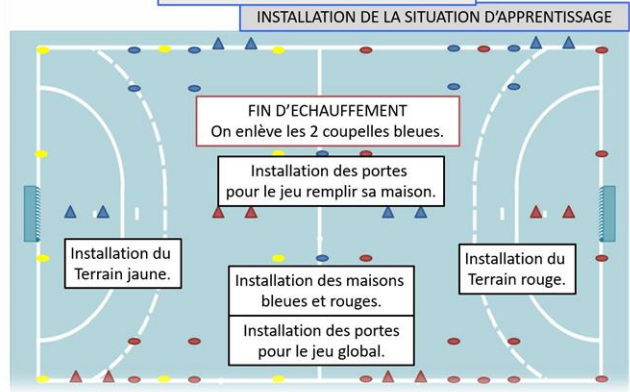 INSTALLATION DE LA SITUATION D’APPRENTISSAGE
FIN D’ECHAUFFEMENT
On enlève les 2 coupelles bleues.
Installation des portes
pour le jeu remplir sa maison.
Installation du
Terrain jaune.
Installation du
Terrain rouge.
Installation des maisons
bleues et rouges.
Installation des portes
pour le jeu global.